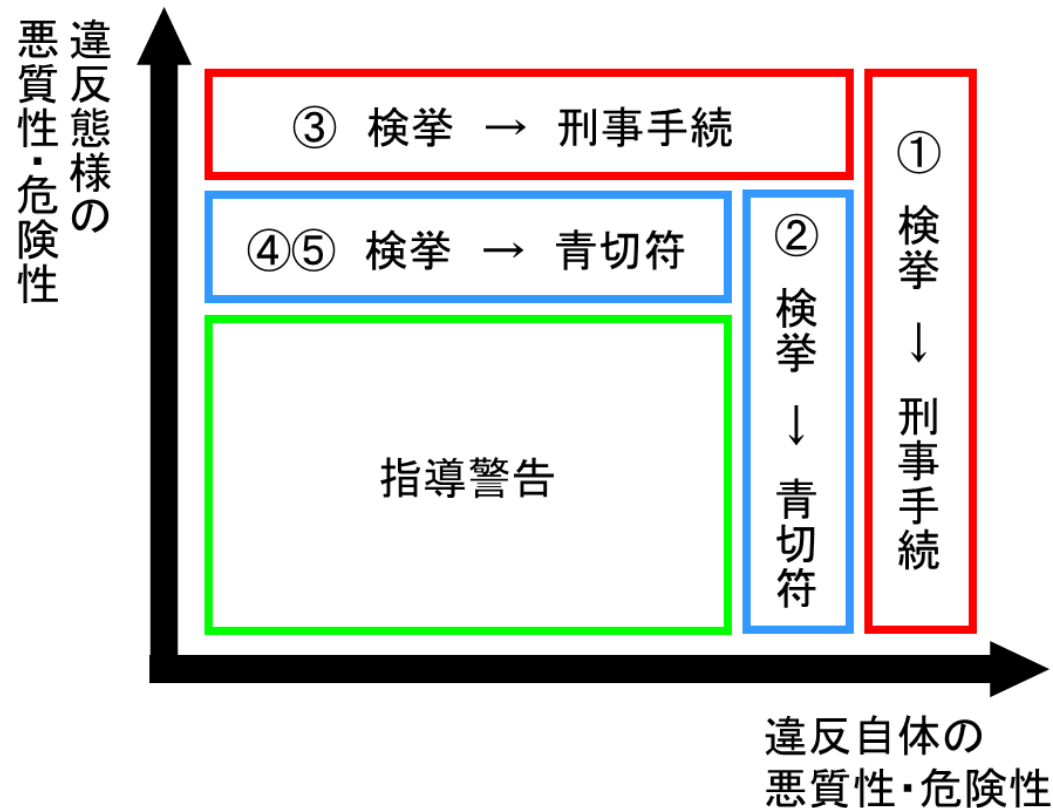 違反態様の
悪質性・危険性
③ 検挙 → 刑事手続
④⑤ 検挙 → 青切符
指導警告
② 検挙 → 青切符
① 検挙 → 刑事手続
違反自体の
悪質性・危険性